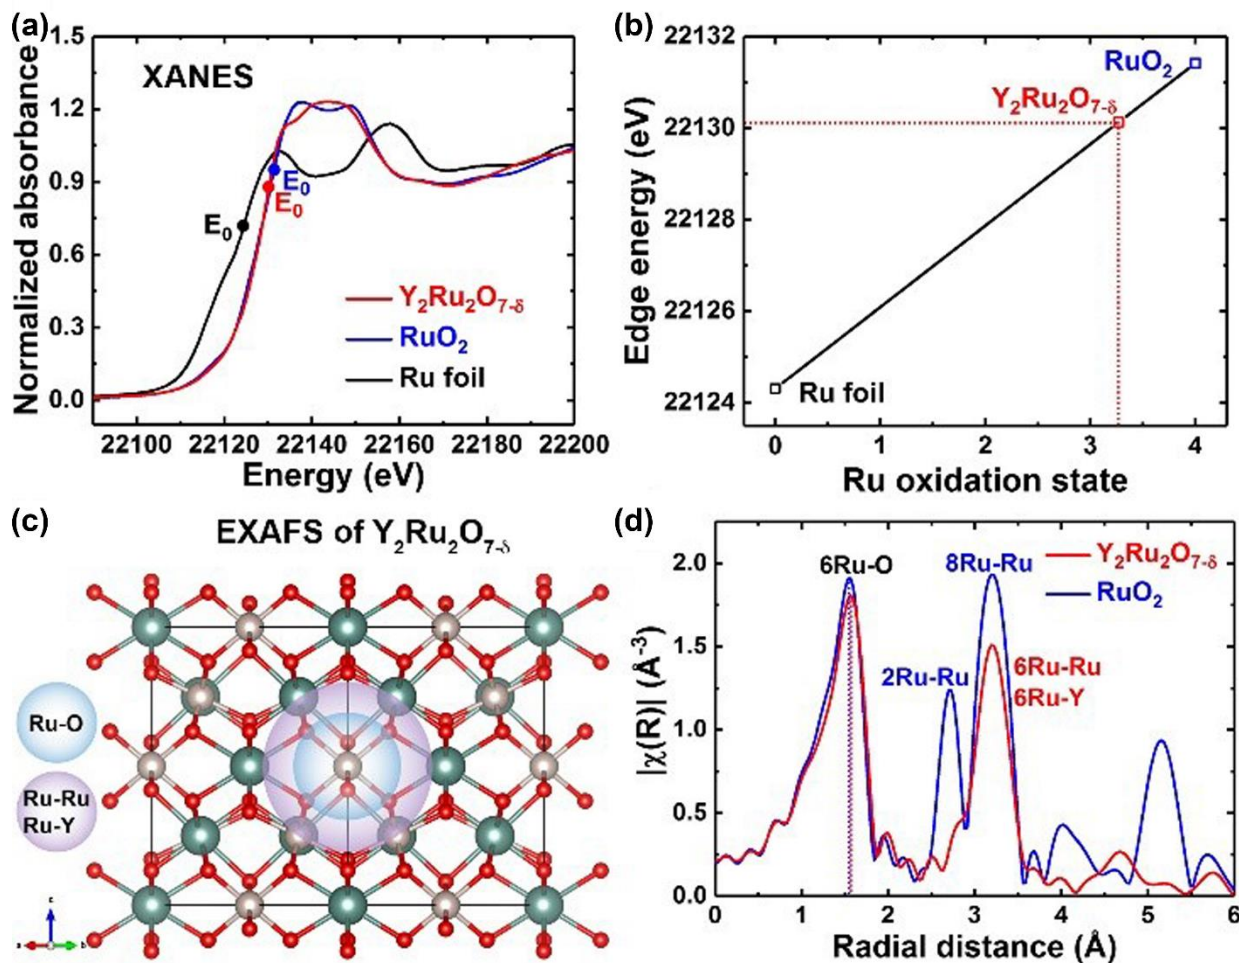 (a)
1.5
1.2
0.9
0.6
0.3
0.0
Normalized absorbance
XANES
E₀
E₀
E₀
Y₂Ru₂O₇₋δ
RuO₂
Ru foil
22100 22120 22140 22160 22180 22200
Energy (eV)
(b)
22132
22130
22128
22126
22124
Edge energy (eV)
RuO₂
Y₂Ru₂O₇₋δ
Ru foil
0 1 2 3 4
Ru oxidation state
(c)
EXAFS of Y₂Ru₂O₇₋δ
Ru-O
Ru-Ru
Ru-Y
c
a b
(d)
2.0
1.5
1.0
0.5
0.0
|χ(R)| (Å⁻³)
6Ru-O
8Ru-Ru
2Ru-Ru
6Ru-Ru
6Ru-Y
Y₂Ru₂O₇₋δ
RuO₂
0 1 2 3 4 5 6
Radial distance (Å)